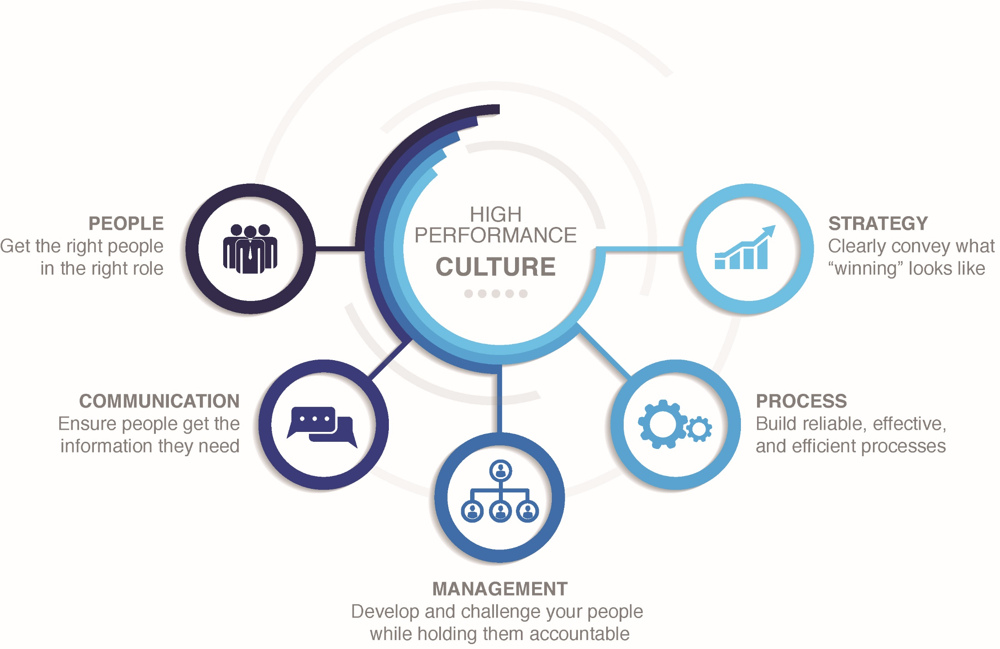 HIGH
PERFORMANCE
CULTURE
PEOPLE
Get the right people
in the right role
COMMUNICATION
Ensure people get the
information they need
MANAGEMENT
Develop and challenge your people
while holding them accountable
PROCESS
Build reliable, effective,
and efficient processes
STRATEGY
Clearly convey what
“winning” looks like